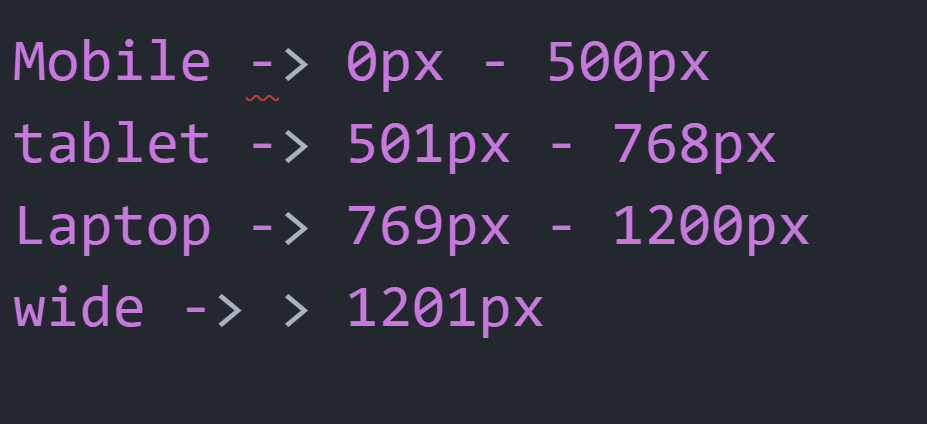 Mobile -> 0px - 500px
tablet -> 501px - 768px
Laptop -> 769px - 1200px
wide -> > 1201px